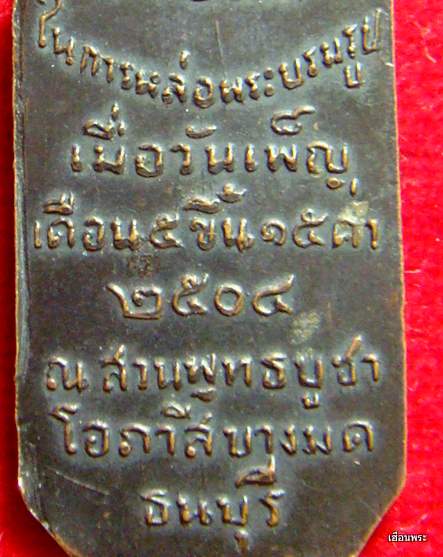 ในการหล่อพระบรมรูป
เมื่อวันเพ็ญ
เดือน๕ขึ้น๑๕ค่ำ
๒๕๐๔
ณ สวนพุทธบูชา
โอภาสีบางมด
ธนบุรี
เฮือนพระ